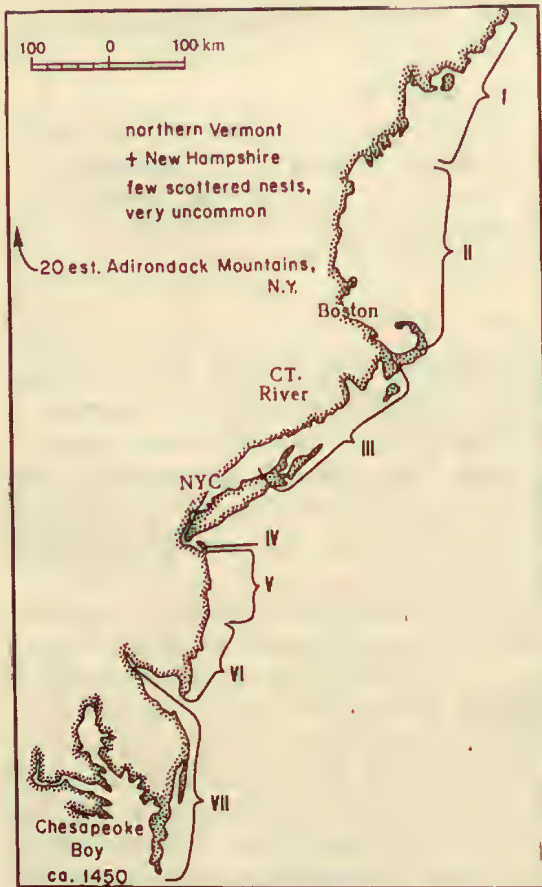 100 0 100 km
I
northern Vermont
+ New Hampshire
few scottered nests,
very uncommon
II
20 est. Adirondack Mountains,
N.Y.
Boston
CT.
River
III
NYC
IV
V
VI
VII
Chesapeoke
Boy
ca. 1450